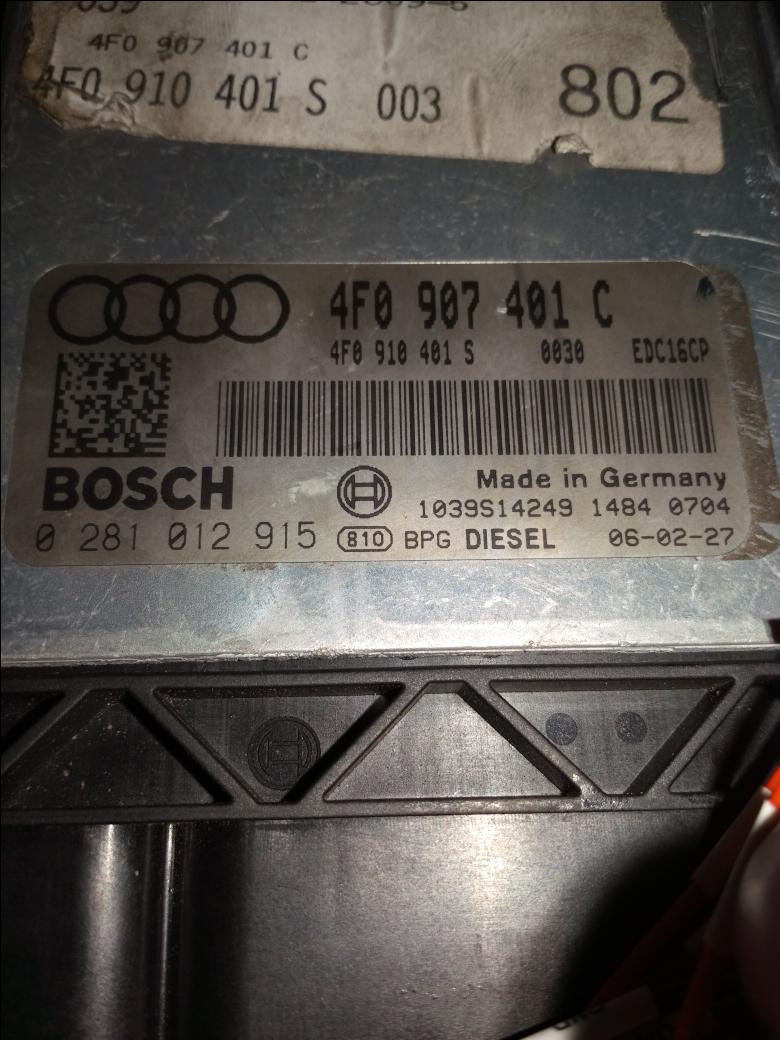 4F0 907 401 C
4F0 910 401 S 003 802
4F0 907 401 C
4F0 910 401 S 0030 EDC16CP
BOSCH
Made in Germany
1039S14249 1484 0704
0 281 012 915 810 BPG DIESEL 06-02-27